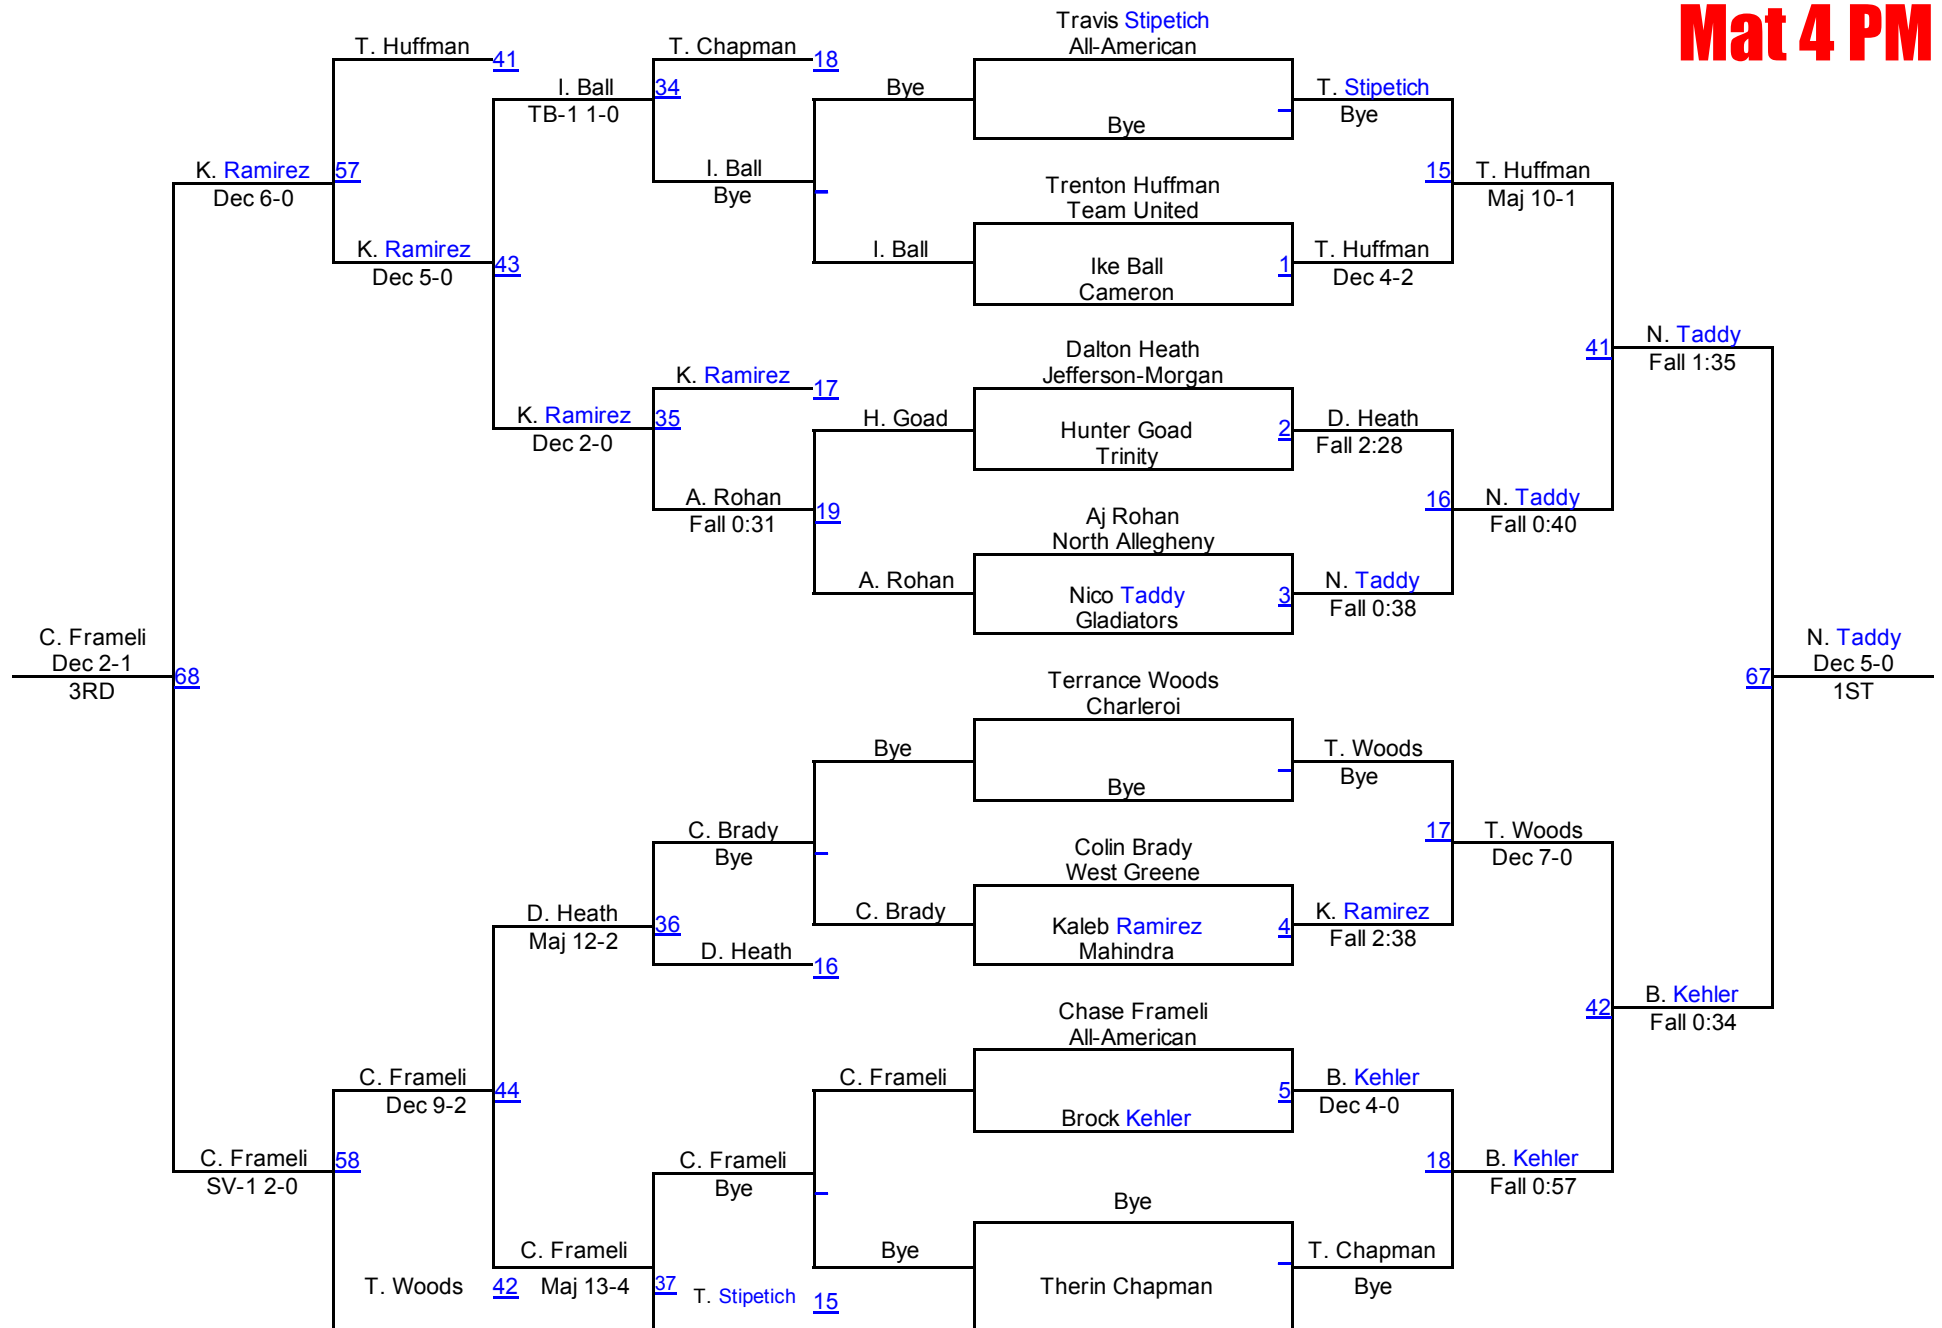 Mat 4 PM
Travis Stipetich
All-American
T. Huffman
41
T. Chapman
18
I. Ball
TB-1 1-0
34
Bye
Bye
T. Stipetich
Bye
K. Ramirez
Dec 6-0
57
I. Ball
Bye
Trenton Huffman
Team United
15
T. Huffman
Maj 10-1
K. Ramirez
Dec 5-0
43
I. Ball
Ike Ball
Cameron
1
T. Huffman
Dec 4-2
Dalton Heath
Jefferson-Morgan
41
N. Taddy
Fall 1:35
K. Ramirez
17
K. Ramirez
Dec 2-0
35
H. Goad
Hunter Goad
Trinity
2
D. Heath
Fall 2:28
A. Rohan
Fall 0:31
19
Aj Rohan
North Allegheny
16
N. Taddy
Fall 0:40
A. Rohan
Nico Taddy
Gladiators
3
N. Taddy
Fall 0:38
C. Frameli
Dec 2-1
3RD
68
67
N. Taddy
Dec 5-0
1ST
Terrance Woods
Charleroi
Bye
Bye
T. Woods
Bye
C. Brady
Bye
Colin Brady
West Greene
17
T. Woods
Dec 7-0
D. Heath
Maj 12-2
36
C. Brady
Kaleb Ramirez
Mahindra
4
K. Ramirez
Fall 2:38
D. Heath
16
Chase Frameli
All-American
42
B. Kehler
Fall 0:34
C. Frameli
Dec 9-2
44
C. Frameli
Brock Kehler
5
B. Kehler
Dec 4-0
C. Frameli
SV-1 2-0
58
C. Frameli
Bye
Bye
18
B. Kehler
Fall 0:57
T. Woods
42
C. Frameli
Maj 13-4
37
T. Stipetich
15
Bye
Therin Chapman
T. Chapman
Bye